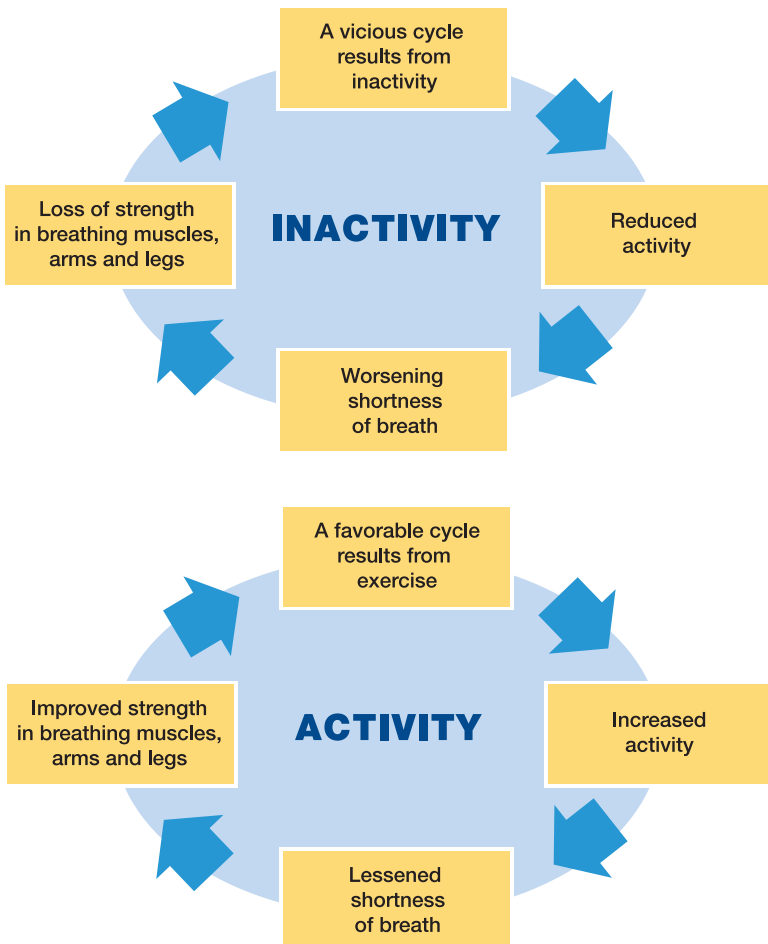 A vicious cycle
results from
inactivity
Loss of strength
in breathing muscles,
arms and legs
INACTIVITY
Reduced
activity
Worsening
shortness
of breath
A favorable cycle
results from
exercise
Improved strength
in breathing muscles,
arms and legs
ACTIVITY
Increased
activity
Lessened
shortness
of breath